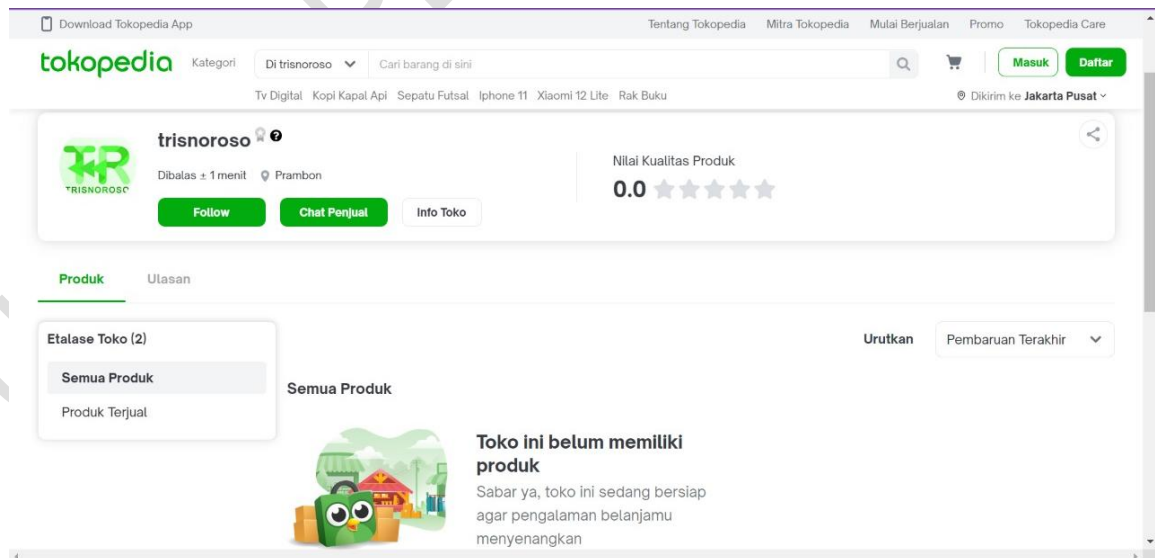 Download Tokopedia App
Tentang Tokopedia Mitra Tokopedia Mulai Berjualan Promo Tokopedia Care
tokopedia Kategori Di trisnoroso Cari barang di sini Masuk Daftar
Tv Digital Kopi Kapal Api Sepatu Futsal Iphone 11 Xiaomi 12 Lite Rak Buku Dikirim ke Jakarta Pusat
trisnoroso
Dibalas ± 1 menit Prambon
Follow Chat Penjual Info Toko
Nilai Kualitas Produk
0.0
TR
TRISNOROSO
Produk Ulasan
Etalase Toko (2)
Semua Produk
Produk Terjual
Urutkan Pembaruan Terakhir
Semua Produk
Toko ini belum memiliki
produk
Sabar ya, toko ini sedang bersiap
agar pengalaman belanjamu
menyenangkan